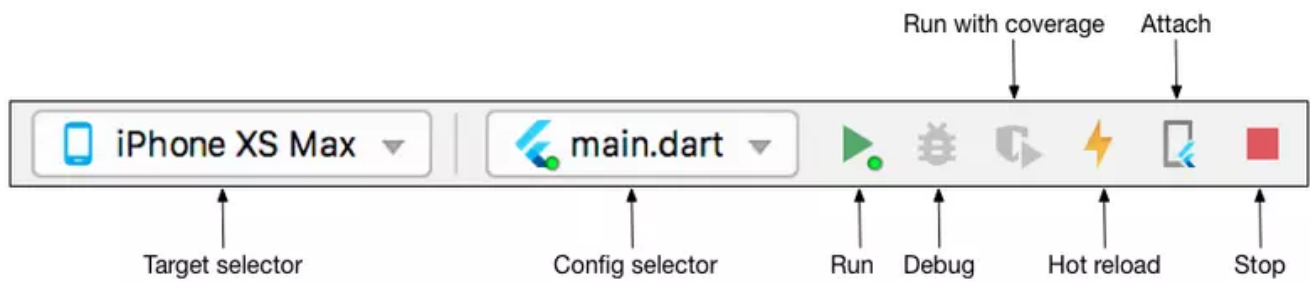 Run with coverage Attach
iPhone XS Max main.dart
Target selector Config selector Run Debug Hot reload Stop